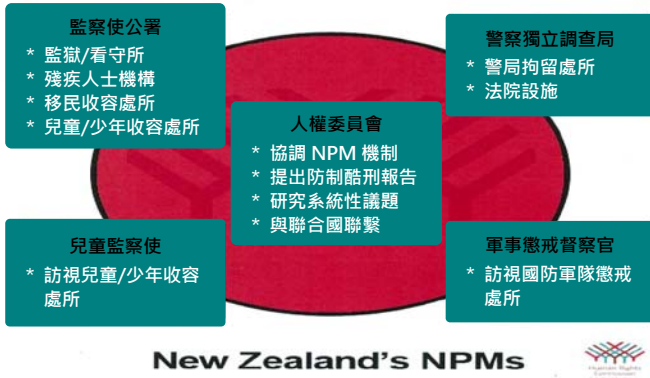 監察使公署
* 監獄/看守所
* 殘疾人士機構
* 移民收容處所
* 兒童/少年收容處所
警察獨立調查局
* 警局拘留處所
* 法院設施
人權委員會
* 協調 NPM 機制
* 提出防制酷刑報告
* 研究系統性議題
* 與聯合國聯繫
兒童監察使
* 訪視兒童/少年收容
處所
軍事懲戒督察官
* 訪視國防軍隊懲戒
處所
New Zealand's NPMs
Human Rights
Commission